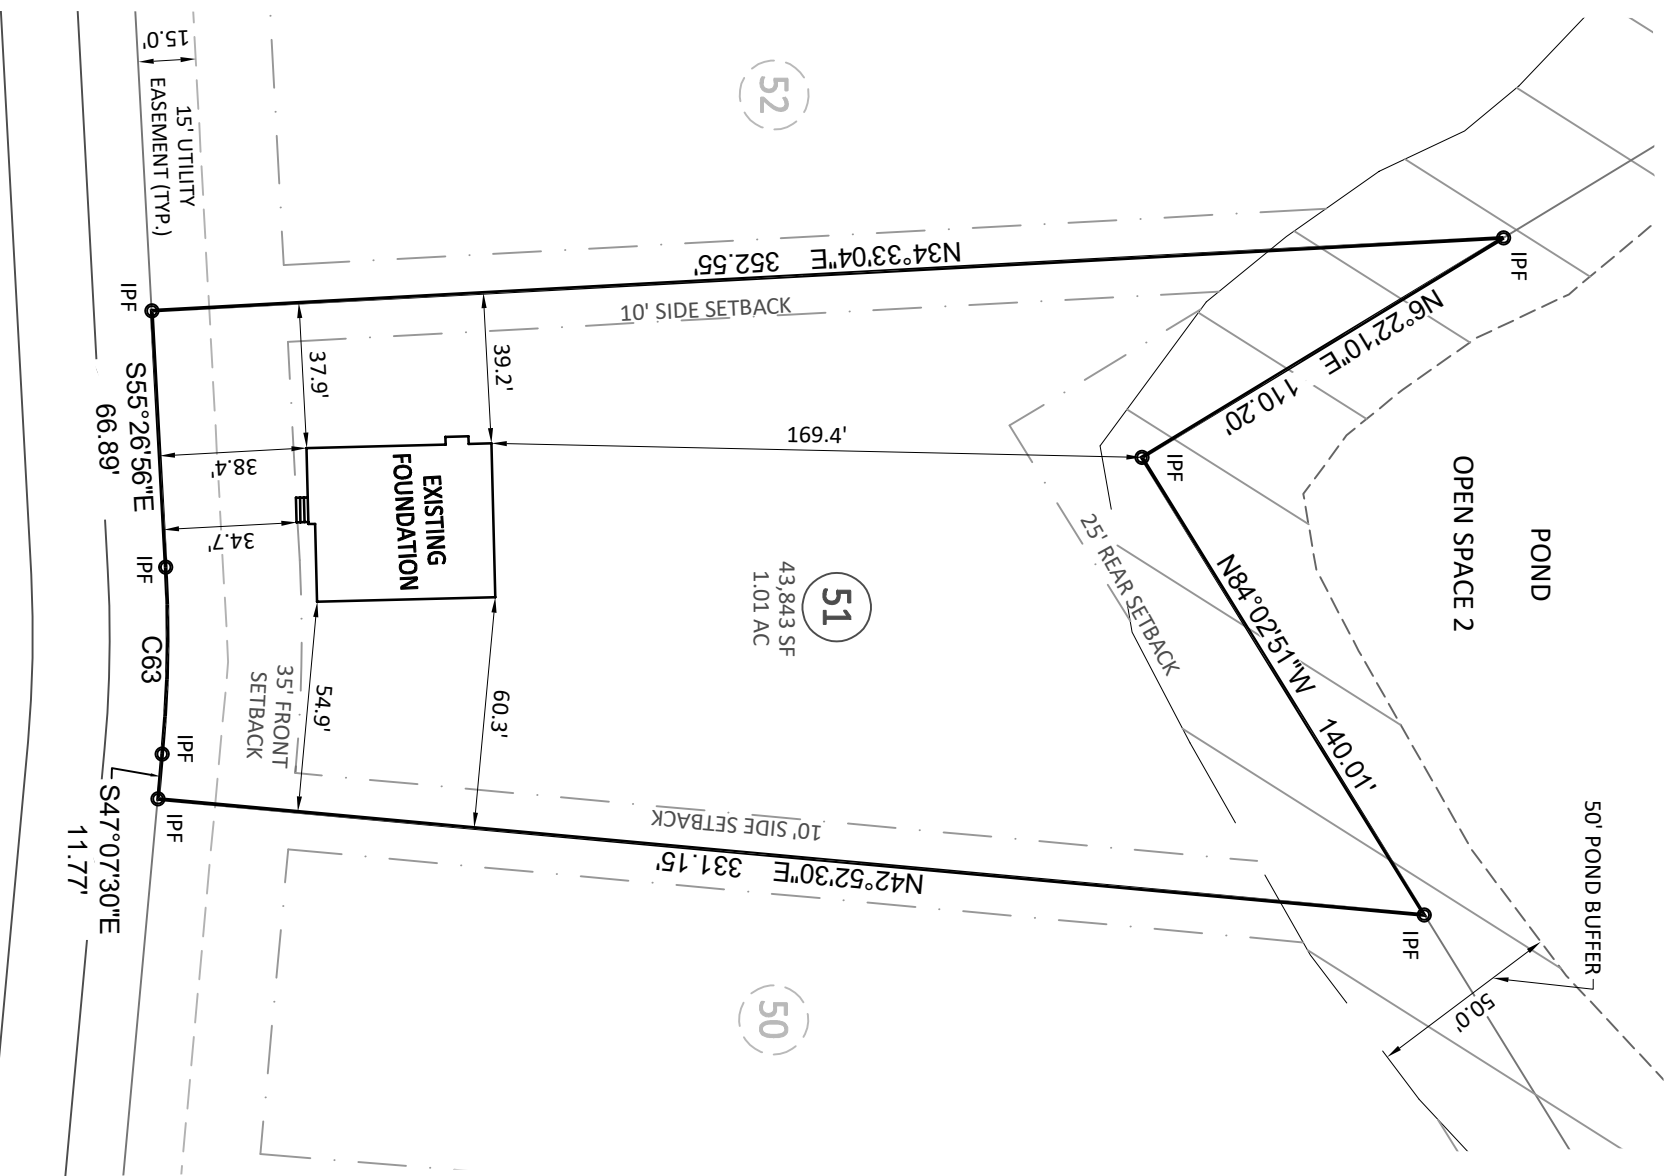 15.0'
15' UTILITY
EASEMENT (TYP.)
52
N34°33'04"E 352.55'
10' SIDE SETBACK
IPF
IPF
N6°22'10"E 110.20'
37.9'
39.2'
169.4'
IPF
S55°26'56"E
66.89'
38.4'
34.7'
EXISTING
FOUNDATION
IPF
51
43,843 SF
1.01 AC
25' REAR SETBACK
N84°02'51"W 140.01'
OPEN SPACE 2
POND
C63
35' FRONT
SETBACK
54.9'
60.3'
IPF
S47°07'30"E
11.77'
IPF
10' SIDE SETBACK
N42°52'30"E 331.15'
IPF
50' POND BUFFER
50.0'
50